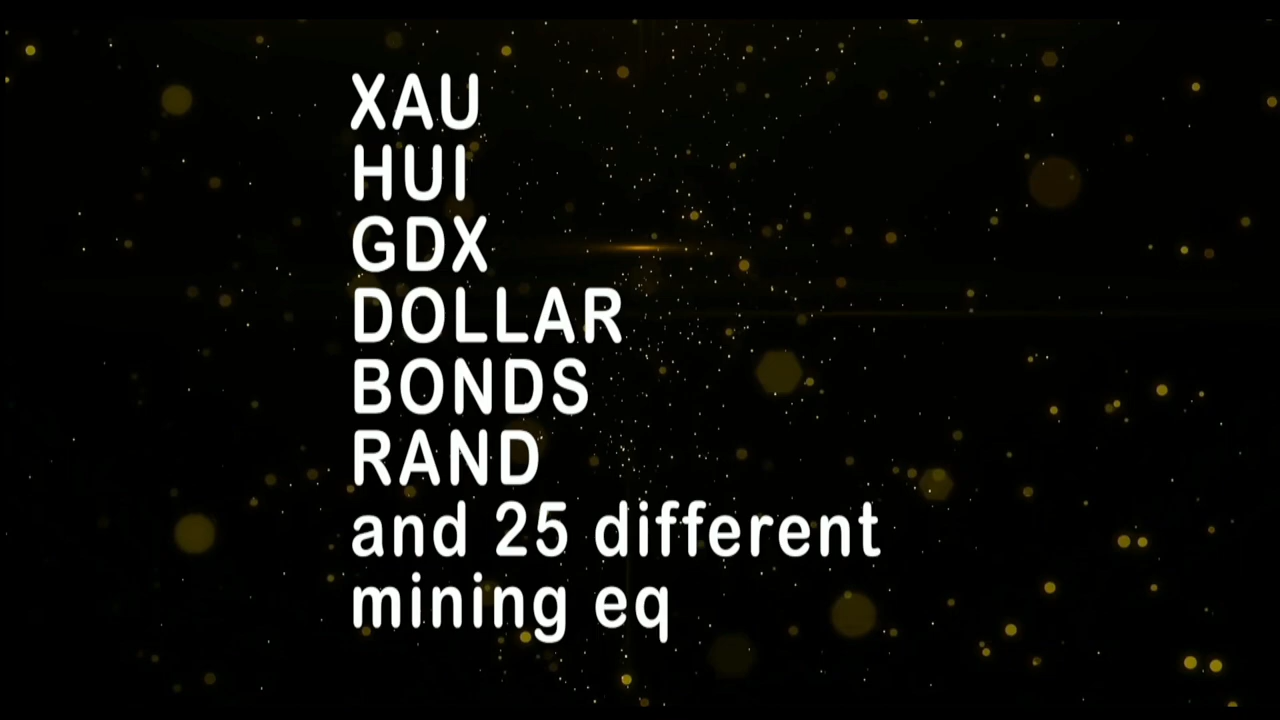 XAU
HUI
GDX
DOLLAR
BONDS
RAND
and 25 different
mining eq